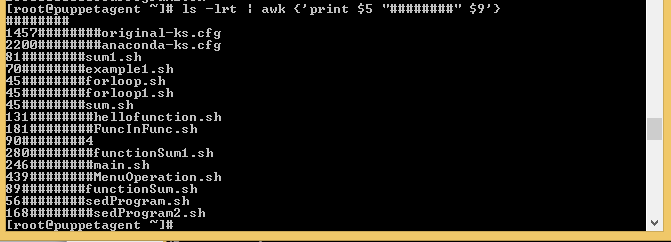 [root@puppetagent ~]# ls -lrt | awk {'print $5 "########" $9'}
########
1457########original-ks.cfg
2200########anaconda-ks.cfg
81########sum1.sh
70########example1.sh
45########forloop.sh
45########forloop1.sh
45########sum.sh
131########hellofunction.sh
181########FuncInFunc.sh
90########4
280########functionSum1.sh
246########main.sh
439########MenuOperation.sh
89########functionSum.sh
56########sedProgram.sh
168########sedProgram2.sh
[root@puppetagent ~]#